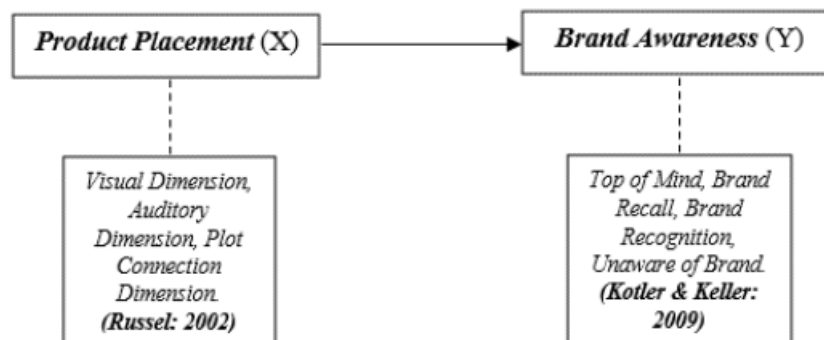 Product Placement (X)
Brand Awareness (Y)
Visual Dimension,
Auditory
Dimension, Plot
Connection
Dimension.
(Russel: 2002)
Top of Mind, Brand
Recall, Brand
Recognition,
Unaware of Brand.
(Kotler & Keller:
2009)